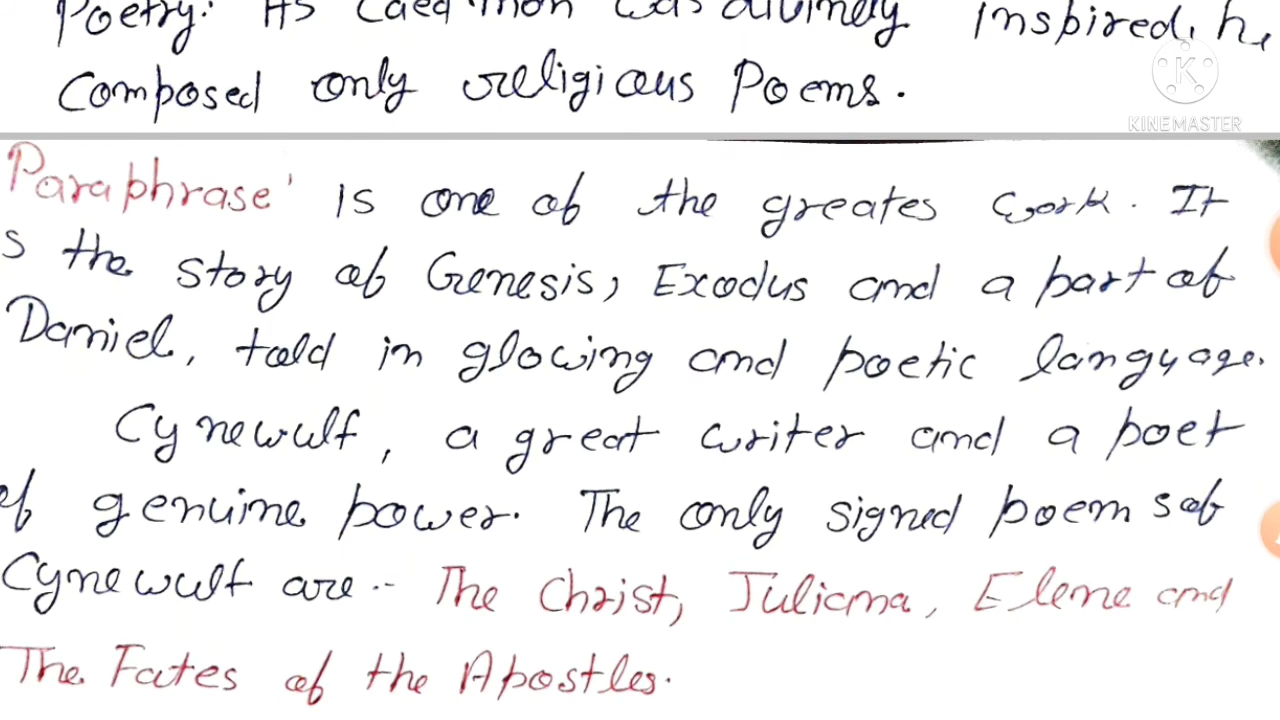 Poetry. As Caedmon was divinely inspired, he
composed only religious Poems.
KINEMASTER
Paraphrase' is one of the greates work. It
s the story of Genesis, Exodus and a part of
Daniel, told in glowing and poetic language.
Cynewulf, a great writer and a poet
of genuine power. The only signed poems of
Cynewulf are :- The Christ, Juliana, Elene and
The Fates of the Apostles.